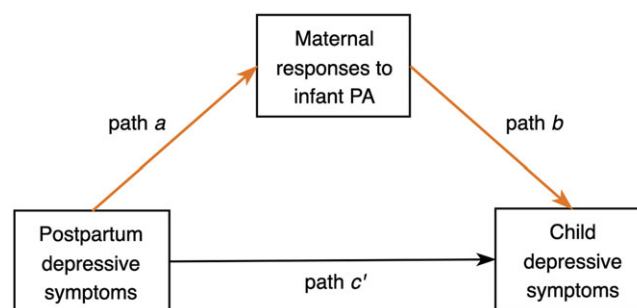 Maternal
responses to
infant PA
path a
path b
Postpartum
depressive
symptoms
path c'
Child
depressive
symptoms